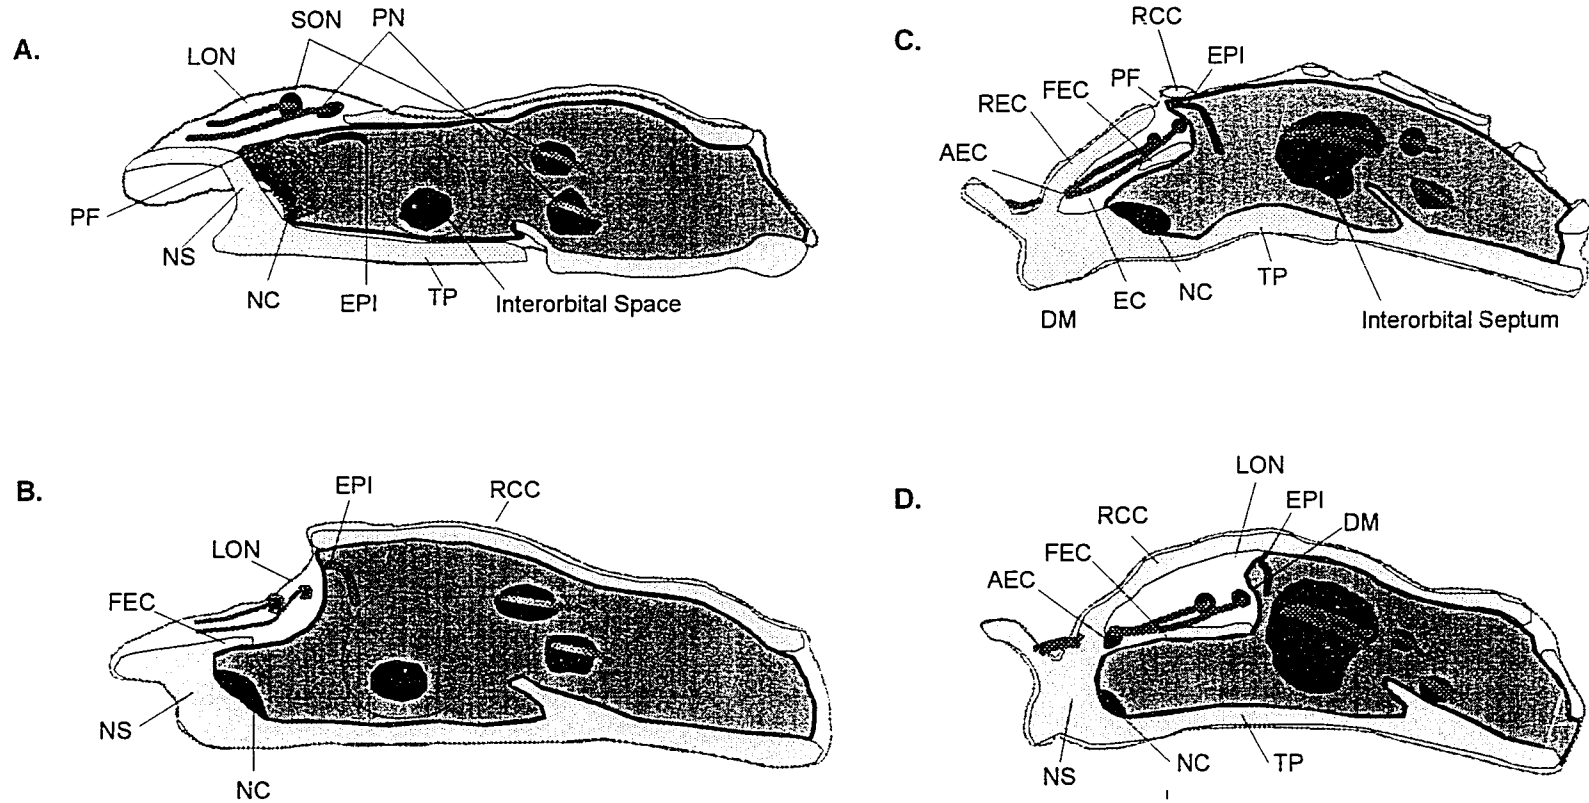 A.
SON PN
LON
PF
NS
NC
EPI
TP
Interorbital Space
C.
RCC
EPI
PF
FEC
REC
AEC
DM
EC
NC
TP
Interorbital Septum
B.
EPI
RCC
LON
FEC
NS
NC
D.
LON
EPI
RCC
DM
FEC
AEC
NS
NC
TP